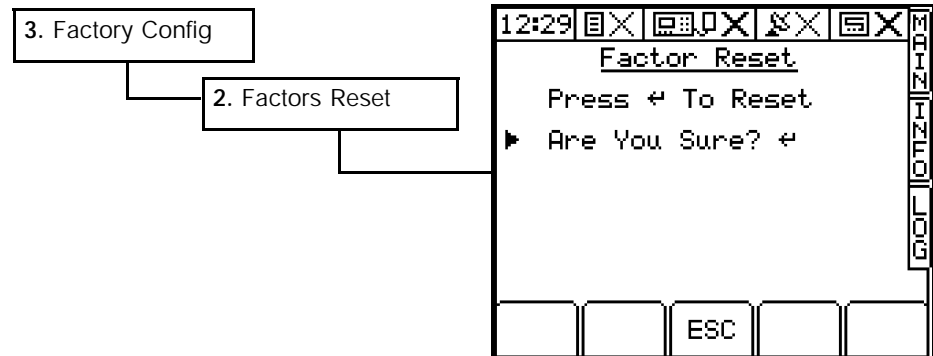 3. Factory Config
2. Factors Reset
12:29
Factor Reset
Press ↵ To Reset
Are You Sure? ↵
MAIN
INFO
LOG
ESC